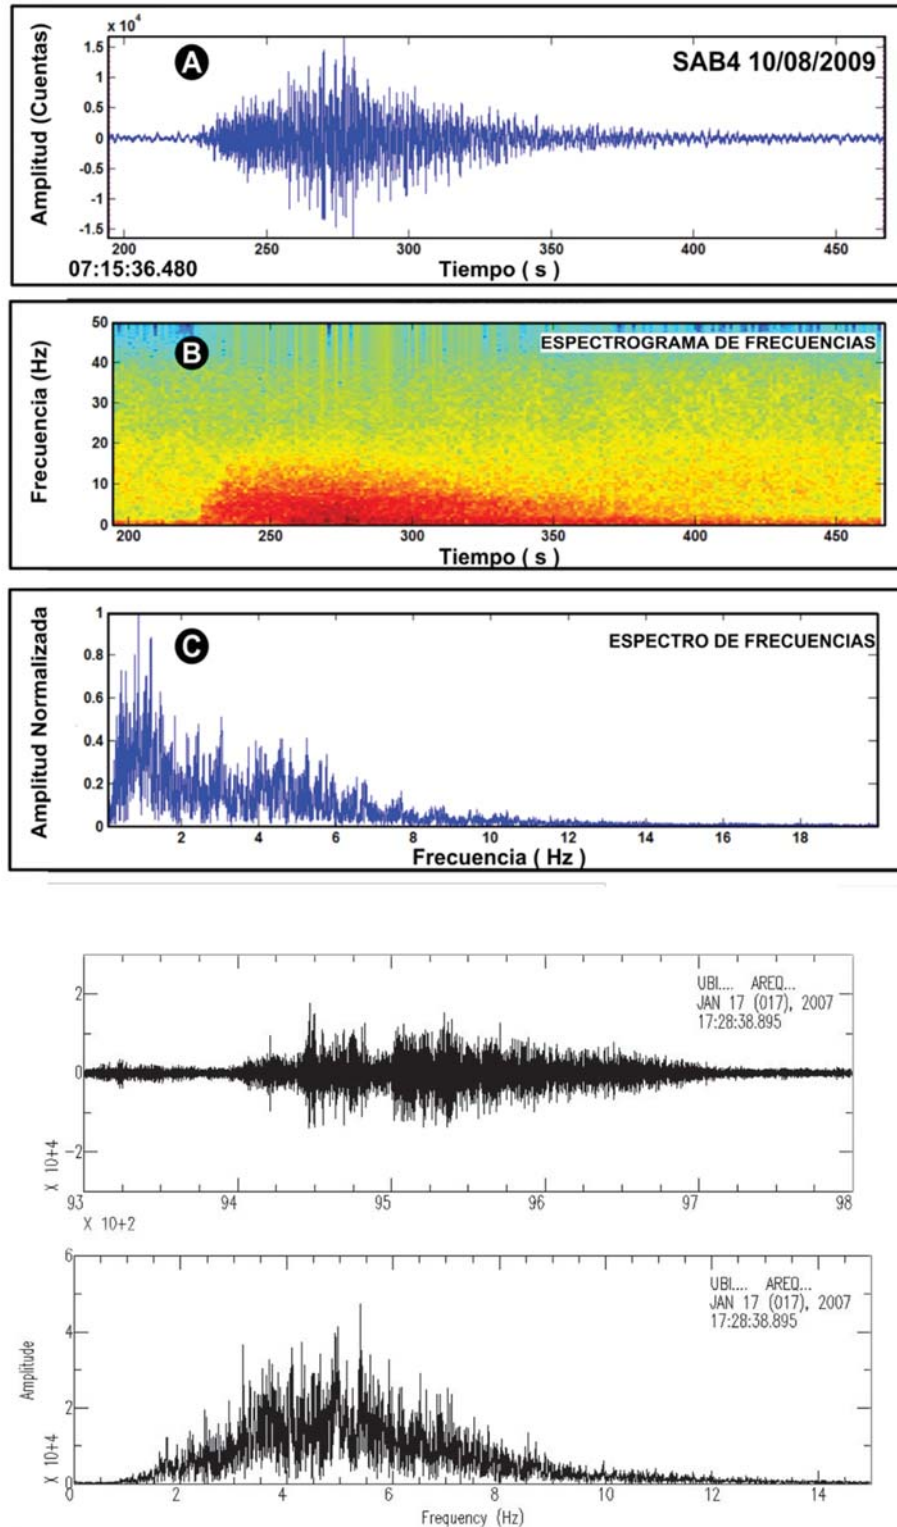 x 10⁴
A
SAB4 10/08/2009
Amplitud (Cuentas)
1.5
1
0.5
0
-0.5
-1
-1.5
200 250 300 350 400 450
07:15:36.480
Tiempo ( s )
B
ESPECTROGRAMA DE FRECUENCIAS
Frecuencia (Hz)
50
40
30
20
10
0
200 250 300 350 400 450
Tiempo ( s )
C
ESPECTRO DE FRECUENCIAS
Amplitud Normalizada
1
0.8
0.6
0.4
0.2
0
2 4 6 8 10 12 14 16 18
Frecuencia ( Hz )
UBI.... AREQ...
JAN 17 (017), 2007
17:28:38.895
2
0
-2
X 10+4
93 94 95 96 97 98
X 10+2
UBI.... AREQ...
JAN 17 (017), 2007
17:28:38.895
6
4
2
0
Amplitude
X 10+4
0 2 4 6 8 10 12 14
Frequency (Hz)